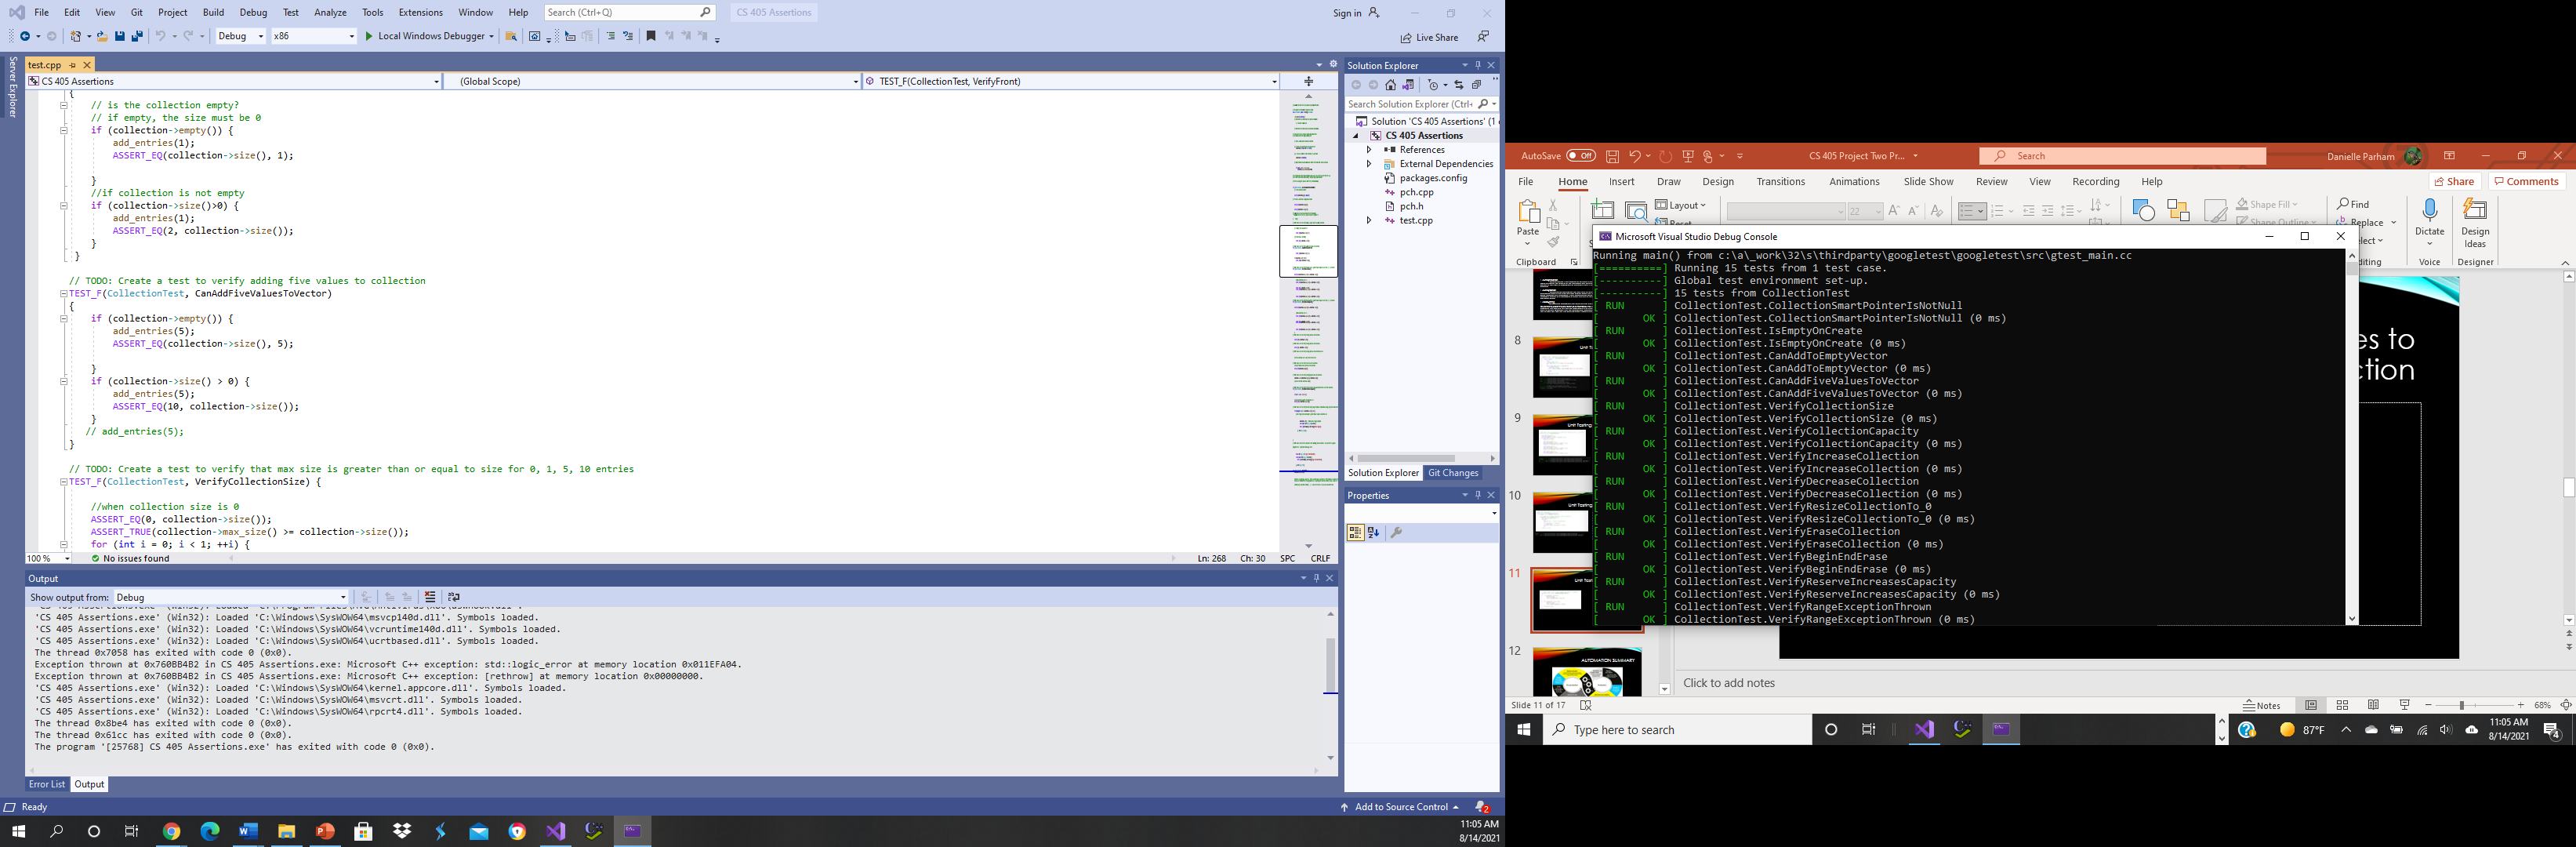 File Edit View Git Project Build Debug Test Analyze Tools Extensions Window Help Search (Ctrl+Q) CS 405 Assertions Sign in
Debug x86 Local Windows Debugger Live Share
Server Explorer
test.cpp
CS 405 Assertions (Global Scope) TEST_F(CollectionTest, VerifyFront)
{
// is the collection empty?
// if empty, the size must be 0
if (collection->empty()) {
add_entries(1);
ASSERT_EQ(collection->size(), 1);
}
//if collection is not empty
if (collection->size()>0) {
add_entries(1);
ASSERT_EQ(2, collection->size());
}
}
// TODO: Create a test to verify adding five values to collection
TEST_F(CollectionTest, CanAddFiveValuesToVector)
{
if (collection->empty()) {
add_entries(5);
ASSERT_EQ(collection->size(), 5);
}
if (collection->size() > 0) {
add_entries(5);
ASSERT_EQ(10, collection->size());
}
// add_entries(5);
}
// TODO: Create a test to verify that max size is greater than or equal to size for 0, 1, 5, 10 entries
TEST_F(CollectionTest, VerifyCollectionSize) {
//when collection size is 0
ASSERT_EQ(0, collection->size());
ASSERT_TRUE(collection->max_size() >= collection->size());
for (int i = 0; i < 1; ++i) {
100 % No issues found Ln: 268 Ch: 30 SPC CRLF
Output
Show output from: Debug
'CS 405 Assertions.exe' (Win32): Loaded 'C:\Windows\SysWOW64\msvcp140d.dll'. Symbols loaded.
'CS 405 Assertions.exe' (Win32): Loaded 'C:\Windows\SysWOW64\vcruntime140d.dll'. Symbols loaded.
'CS 405 Assertions.exe' (Win32): Loaded 'C:\Windows\SysWOW64\ucrtbased.dll'. Symbols loaded.
The thread 0x7058 has exited with code 0 (0x0).
Exception thrown at 0x760BB4B2 in CS 405 Assertions.exe: Microsoft C++ exception: std::logic_error at memory location 0x011EFA04.
Exception thrown at 0x760BB4B2 in CS 405 Assertions.exe: Microsoft C++ exception: [rethrow] at memory location 0x00000000.
'CS 405 Assertions.exe' (Win32): Loaded 'C:\Windows\SysWOW64\kernel.appcore.dll'. Symbols loaded.
'CS 405 Assertions.exe' (Win32): Loaded 'C:\Windows\SysWOW64\msvcrt.dll'. Symbols loaded.
'CS 405 Assertions.exe' (Win32): Loaded 'C:\Windows\SysWOW64\rpcrt4.dll'. Symbols loaded.
The thread 0x8be4 has exited with code 0 (0x0).
The thread 0x61cc has exited with code 0 (0x0).
The program '[25768] CS 405 Assertions.exe' has exited with code 0 (0x0).
Error List Output
Ready Add to Source Control 2
11:05 AM
8/14/2021
Solution Explorer
Search Solution Explorer (Ctrl+
Solution 'CS 405 Assertions' (1
CS 405 Assertions
References
External Dependencies
packages.config
pch.cpp
pch.h
test.cpp
Solution Explorer Git Changes
Properties
AutoSave Off CS 405 Project Two Pr... Search Danielle Parham
File Home Insert Draw Design Transitions Animations Slide Show Review View Recording Help Share Comments
Paste Layout Reset 22 Shape Fill Shape Outline Find Replace Dictate Design Ideas
Clipboard Voice Designer
Microsoft Visual Studio Debug Console
Running main() from c:\a\_work\32\s\thirdparty\googletest\googletest\src\gtest_main.cc
[==========] Running 15 tests from 1 test case.
[----------] Global test environment set-up.
[----------] 15 tests from CollectionTest
[ RUN      ] CollectionTest.CollectionSmartPointerIsNotNull
[       OK ] CollectionTest.CollectionSmartPointerIsNotNull (0 ms)
[ RUN      ] CollectionTest.IsEmptyOnCreate
[       OK ] CollectionTest.IsEmptyOnCreate (0 ms)
[ RUN      ] CollectionTest.CanAddToEmptyVector
[       OK ] CollectionTest.CanAddToEmptyVector (0 ms)
[ RUN      ] CollectionTest.CanAddFiveValuesToVector
[       OK ] CollectionTest.CanAddFiveValuesToVector (0 ms)
[ RUN      ] CollectionTest.VerifyCollectionSize
[       OK ] CollectionTest.VerifyCollectionSize (0 ms)
[ RUN      ] CollectionTest.VerifyCollectionCapacity
[       OK ] CollectionTest.VerifyCollectionCapacity (0 ms)
[ RUN      ] CollectionTest.VerifyIncreaseCollection
[       OK ] CollectionTest.VerifyIncreaseCollection (0 ms)
[ RUN      ] CollectionTest.VerifyDecreaseCollection
[       OK ] CollectionTest.VerifyDecreaseCollection (0 ms)
[ RUN      ] CollectionTest.VerifyResizeCollectionTo_0
[       OK ] CollectionTest.VerifyResizeCollectionTo_0 (0 ms)
[ RUN      ] CollectionTest.VerifyEraseCollection
[       OK ] CollectionTest.VerifyEraseCollection (0 ms)
[ RUN      ] CollectionTest.VerifyBeginEndErase
[       OK ] CollectionTest.VerifyBeginEndErase (0 ms)
[ RUN      ] CollectionTest.VerifyReserveIncreasesCapacity
[       OK ] CollectionTest.VerifyReserveIncreasesCapacity (0 ms)
[ RUN      ] CollectionTest.VerifyRangeExceptionThrown
[       OK ] CollectionTest.VerifyRangeExceptionThrown (0 ms)
es to
ction
8
9
10
11
12
AUTOMATION SUMMARY
Click to add notes
Slide 11 of 17 Notes 68%
Type here to search 87°F 11:05 AM
8/14/2021 4